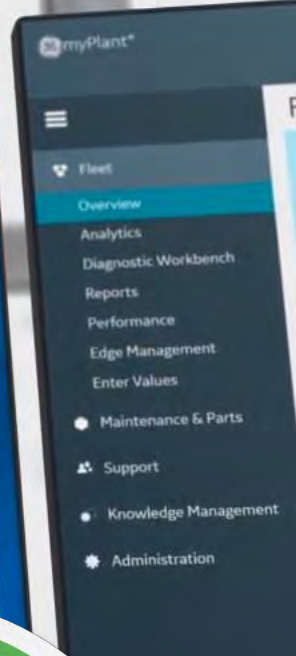 myPlant*
F
Fleet
Overview
Analytics
Diagnostic Workbench
Reports
Performance
Edge Management
Enter Values
Maintenance & Parts
Support
Knowledge Management
Administration